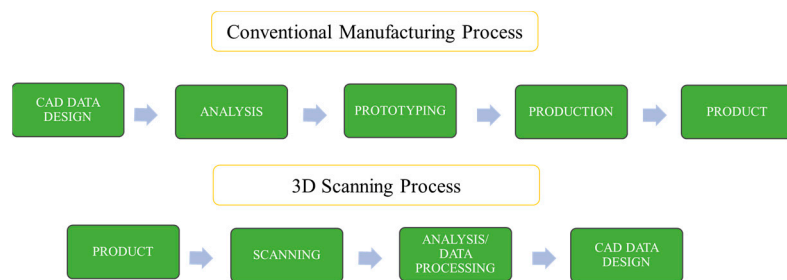 Conventional Manufacturing Process
CAD DATA
DESIGN
ANALYSIS
PROTOTYPING
PRODUCTION
PRODUCT
3D Scanning Process
PRODUCT
SCANNING
ANALYSIS/
DATA
PROCESSING
CAD DATA
DESIGN